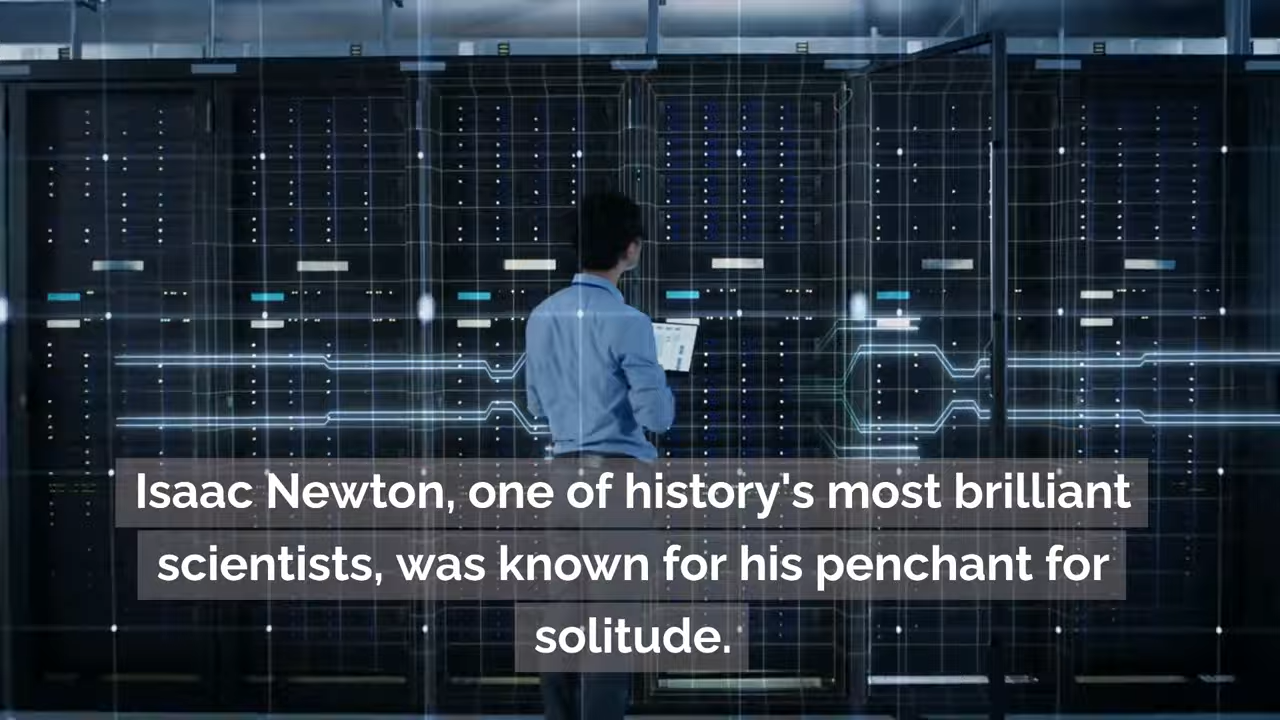 Isaac Newton, one of history's most brilliant
scientists, was known for his penchant for
solitude.